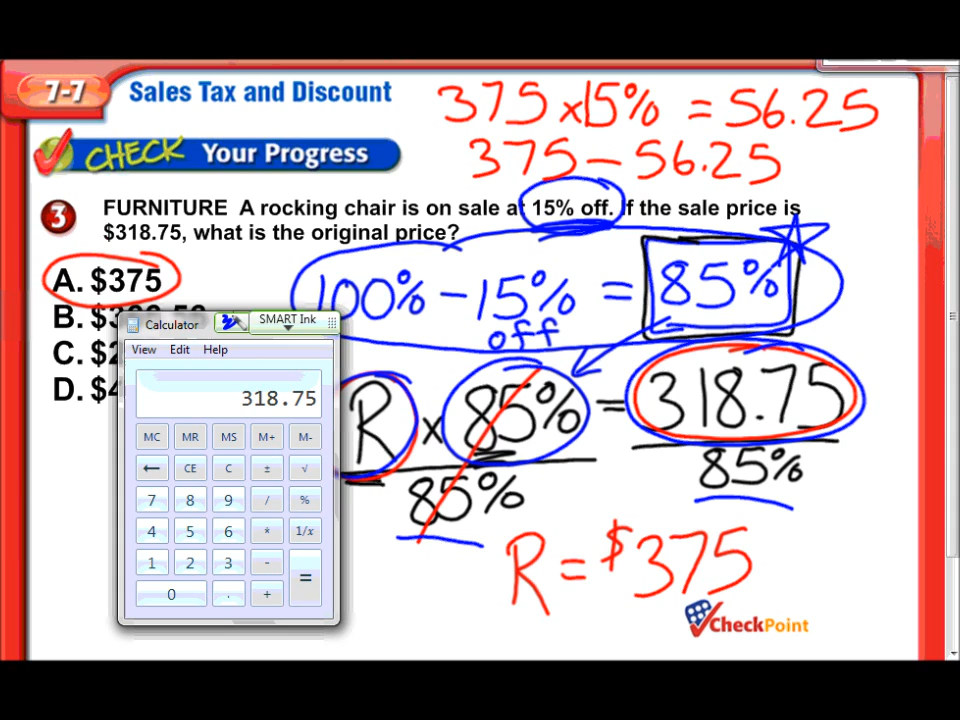 7-7 Sales Tax and Discount
375 x 15% = 56.25
CHECK Your Progress
375 - 56.25
3 FURNITURE A rocking chair is on sale at 15% off. If the sale price is
$318.75, what is the original price?
A. $375
100% - 15% = 85%
off
B.
C. $2
D. $4
Calculator
SMART Ink
View Edit Help
318.75
MC MR MS M+ M-
← CE C ± √
7 8 9 / %
4 5 6 * 1/x
1 2 3 - =
0 . +
R x 85% = 318.75
85% 85%
R = $375
CheckPoint